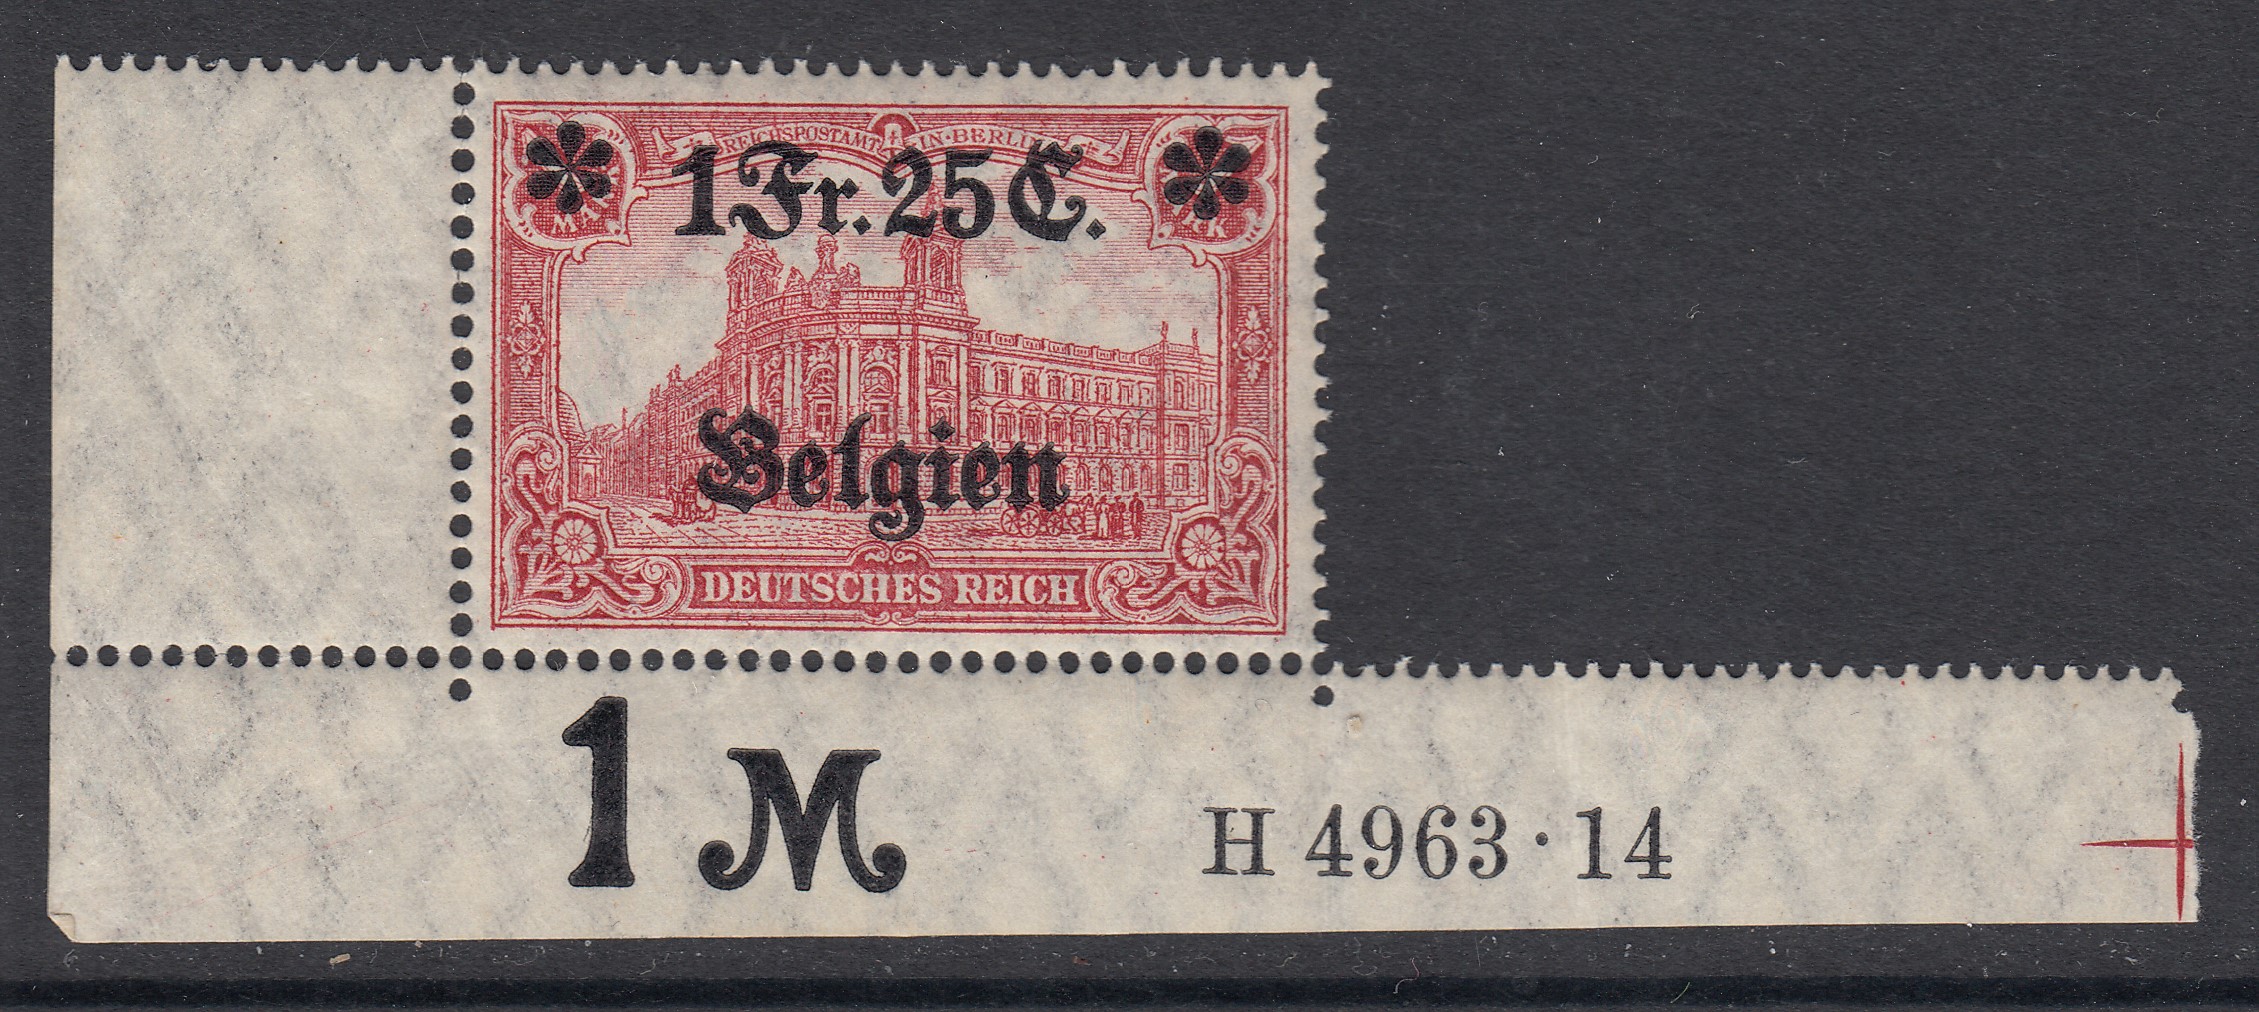 REICHSPOSTAMT IN BERLIN
1 Fr. 25 C.
Belgien
DEUTSCHES REICH
1 M
H 4963·14